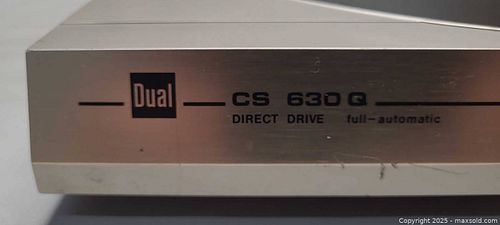 Dual
CS 630 Q
DIRECT DRIVE full-automatic
Copyright © 2025 - maxsold.com